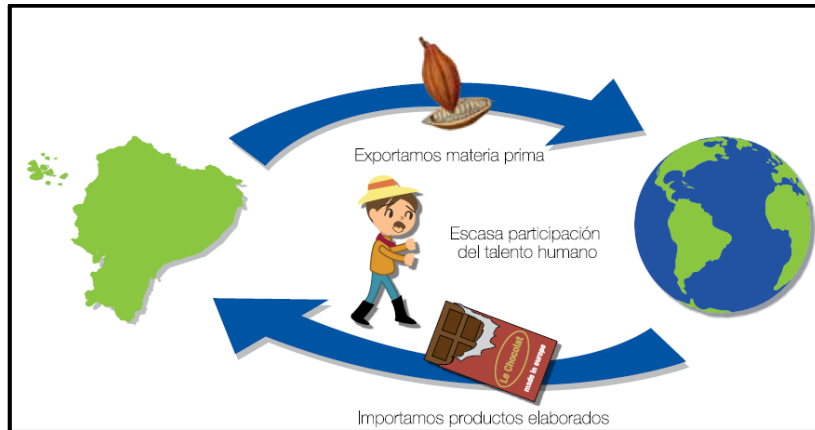 Exportamos materia prima
Escasa participación
del talento humano
Le Chocolat
made in europe
Importamos productos elaborados